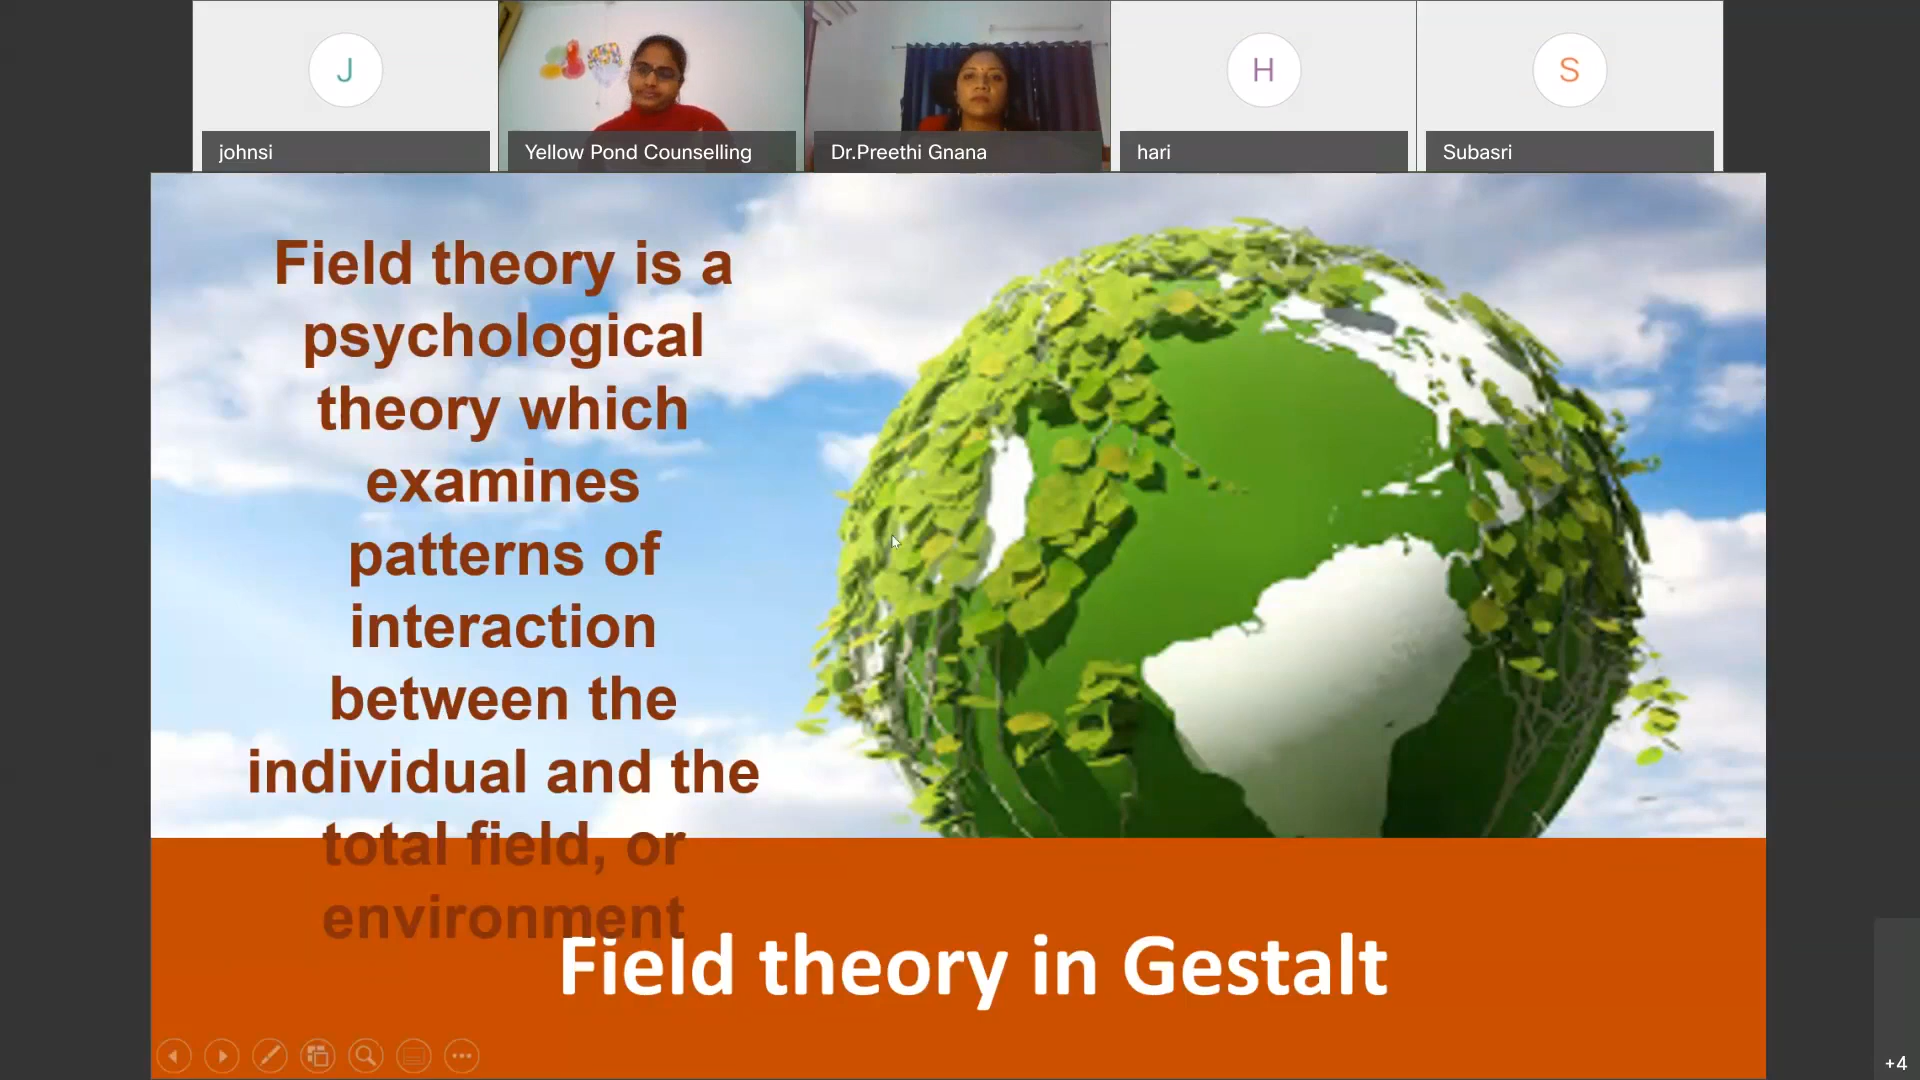 J
H
S
johnsi
Yellow Pond Counselling
Dr.Preethi Gnana
hari
Subasri
Field theory is a
psychological
theory which
examines
patterns of
interaction
between the
individual and the
total field, or
environment
Field theory in Gestalt
+4